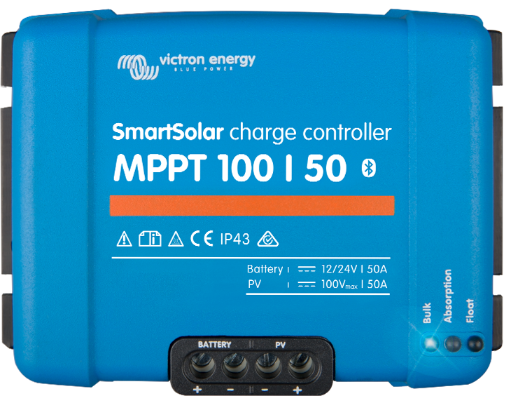 victron energy
BLUE POWER
SmartSolar charge controller
MPPT 100 | 50
CE IP43
Battery | 12/24V | 50A
PV | 100Vmax | 50A
Bulk Absorption Float
BATTERY || PV
+ - - +